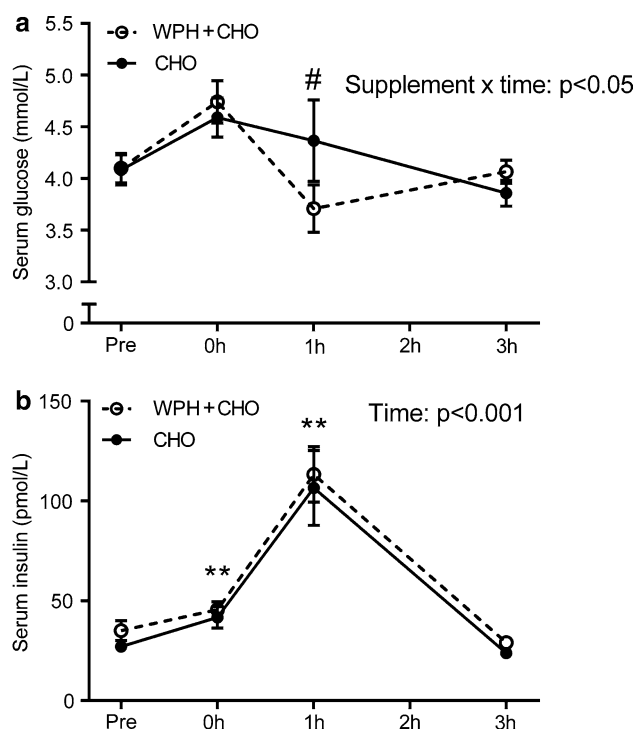 a
WPH+CHO
CHO
#
Supplement x time: p<0.05
Serum glucose (mmol/L)
5.5
5.0
4.5
4.0
3.5
3.0
0
Pre
0h
1h
2h
3h
b
WPH+CHO
CHO
**
**
Time: p<0.001
Serum insulin (pmol/L)
150
100
50
0
Pre
0h
1h
2h
3h